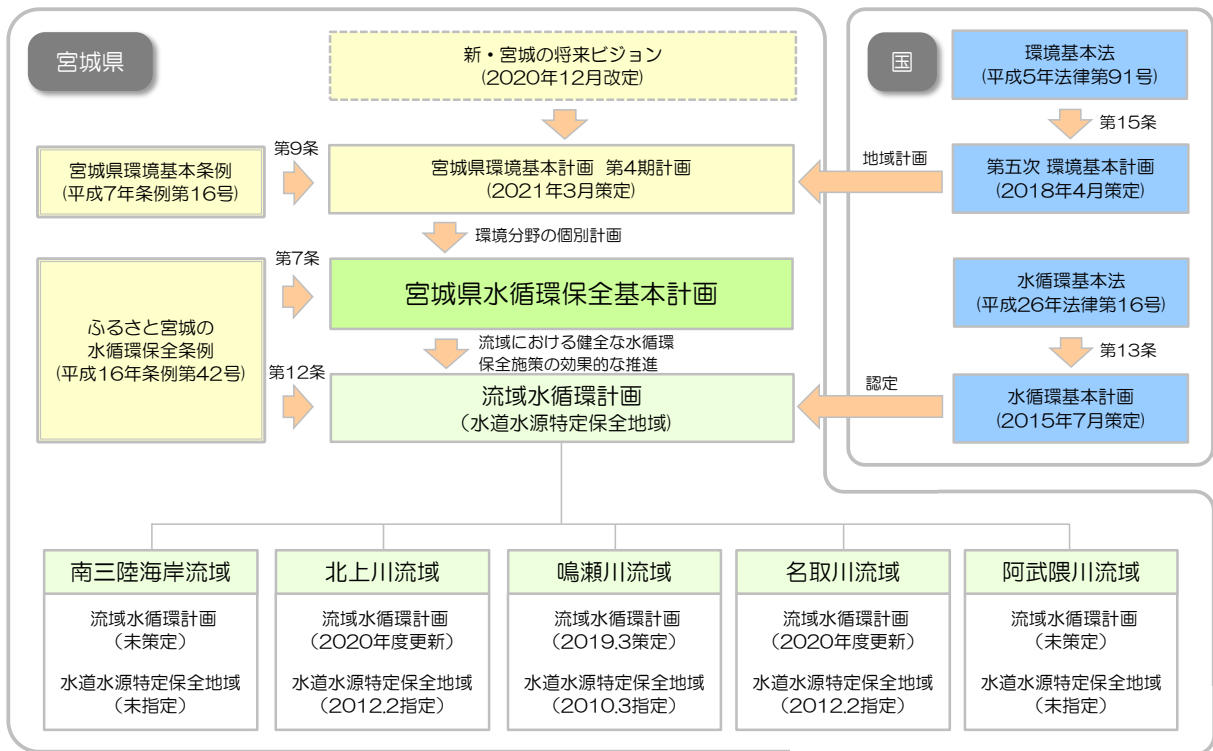 宮城県
新・宮城の将来ビジョン
(2020年12月改定)
国
環境基本法
(平成5年法律第91号)
第15条
宮城県環境基本条例
(平成7年条例第16号)
第9条
宮城県環境基本計画 第4期計画
(2021年3月策定)
地域計画
第五次 環境基本計画
(2018年4月策定)
環境分野の個別計画
ふるさと宮城の
水循環保全条例
(平成16年条例第42号)
第7条
宮城県水循環保全基本計画
水循環基本法
(平成26年法律第16号)
流域における健全な水循環
保全施策の効果的な推進
第13条
第12条
流域水循環計画
(水道水源特定保全地域)
認定
水循環基本計画
(2015年7月策定)
南三陸海岸流域
流域水循環計画
(未策定)
水道水源特定保全地域
(未指定)
北上川流域
流域水循環計画
(2020年度更新)
水道水源特定保全地域
(2012.2指定)
鳴瀬川流域
流域水循環計画
(2019.3策定)
水道水源特定保全地域
(2010.3指定)
名取川流域
流域水循環計画
(2020年度更新)
水道水源特定保全地域
(2012.2指定)
阿武隈川流域
流域水循環計画
(未策定)
水道水源特定保全地域
(未指定)